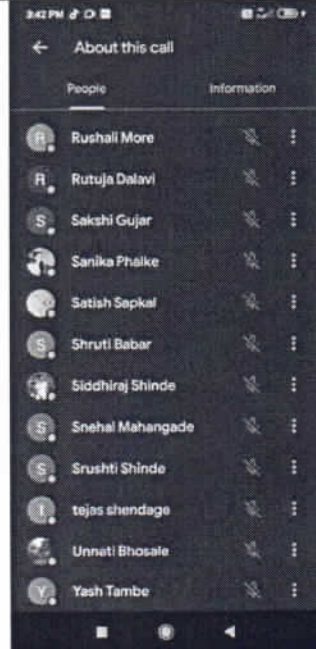 3:42 PM
About this call
People Information
R Rushali More
R Rutuja Dalavi
S Sakshi Gujar
Sanika Phalke
Satish Sapkal
S Shruti Babar
Siddhiraj Shinde
S Snehal Mahangade
S Srushti Shinde
tejas shendage
Unnati Bhosale
Y Yash Tambe